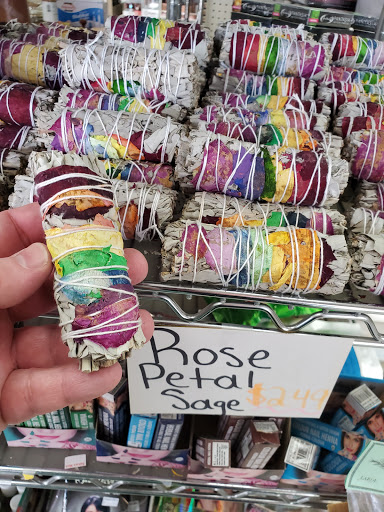 Rose
Petal
Sage $2.49